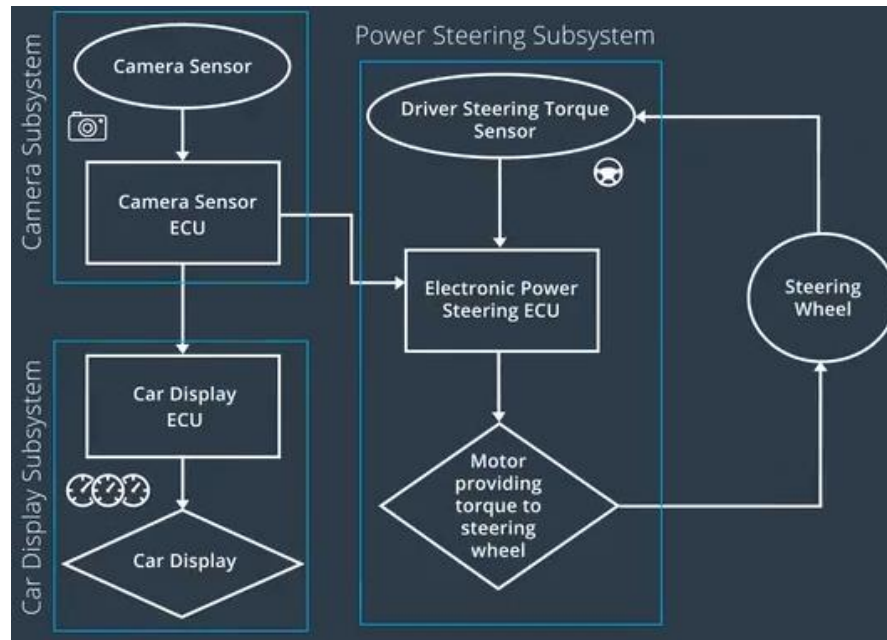 Camera Subsystem
Camera Sensor
Camera Sensor
ECU
Car Display Subsystem
Car Display
ECU
Car Display
Power Steering Subsystem
Driver Steering Torque
Sensor
Electronic Power
Steering ECU
Motor
providing
torque to
steering
wheel
Steering
Wheel